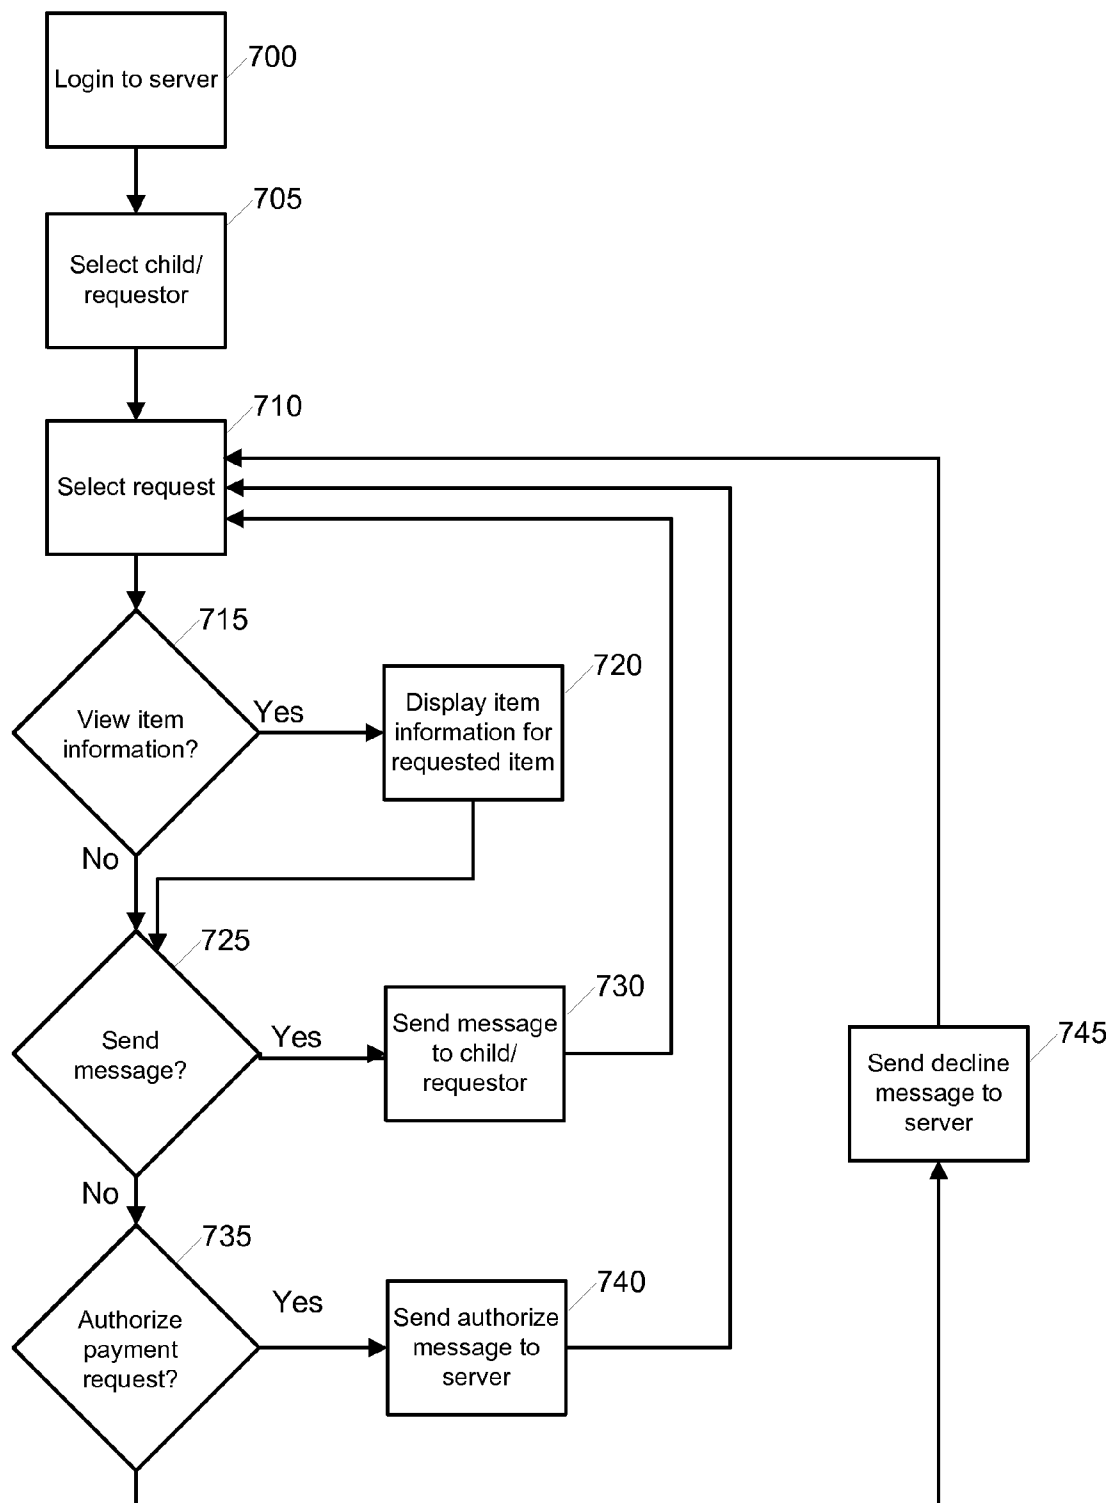 700
Login to server
705
Select child/
requestor
710
Select request
715
View item
information?
Yes
720
Display item
information for
requested item
No
725
Send
message?
Yes
730
Send message
to child/
requestor
745
Send decline
message to
server
No
735
Authorize
payment
request?
Yes
740
Send authorize
message to
server